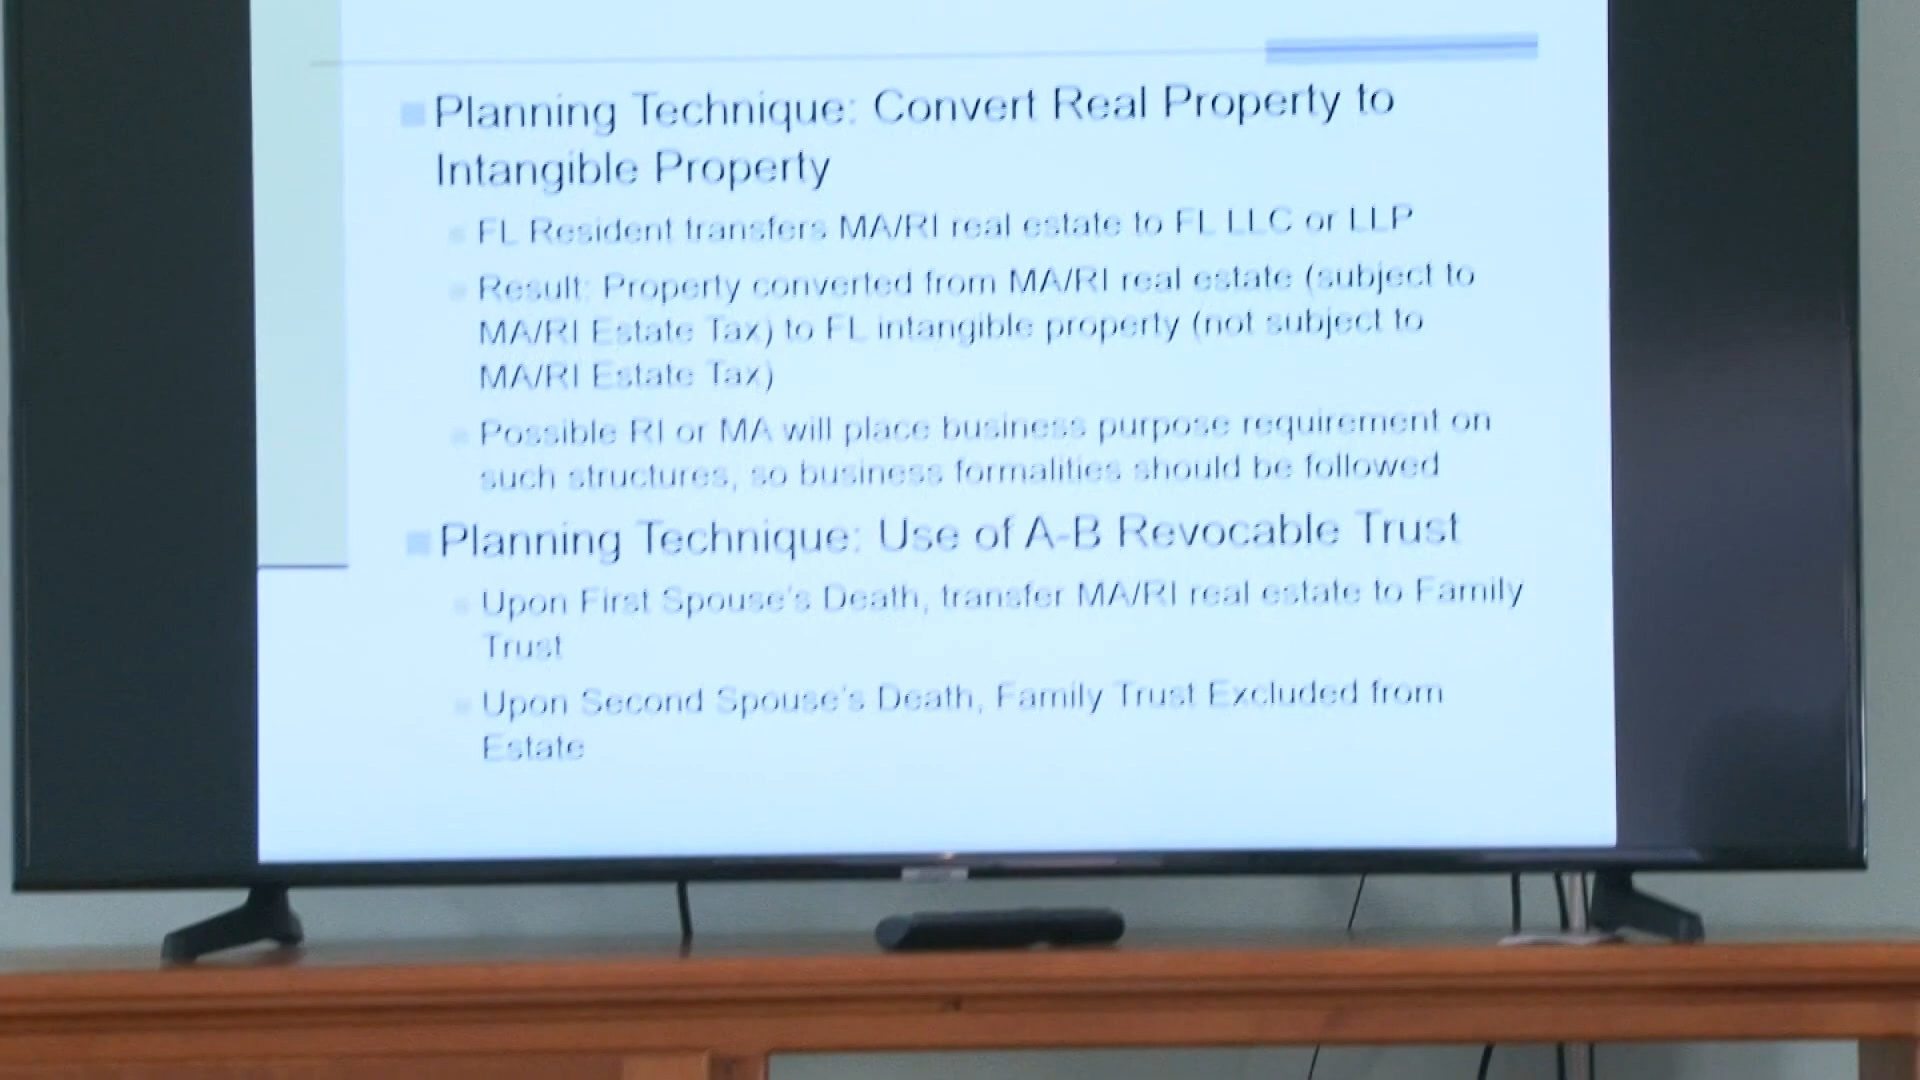 Planning Technique: Convert Real Property to
Intangible Property
FL Resident transfers MA/RI real estate to FL LLC or LLP
Result: Property converted from MA/RI real estate (subject to
MA/RI Estate Tax) to FL intangible property (not subject to
MA/RI Estate Tax)
Possible RI or MA will place business purpose requirement on
such structures, so business formalities should be followed
Planning Technique: Use of A-B Revocable Trust
Upon First Spouse's Death, transfer MA/RI real estate to Family
Trust
Upon Second Spouse's Death, Family Trust Excluded from
Estate